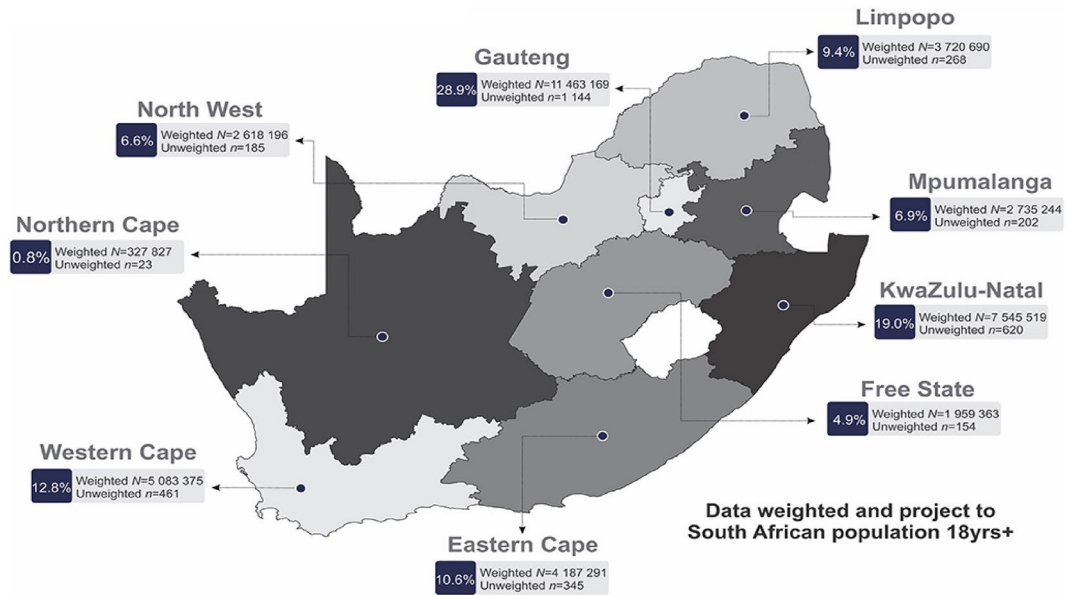 Limpopo
9.4%
Weighted N=3 720 690
Unweighted n=268
Gauteng
28.9%
Weighted N=11 463 169
Unweighted n=1 144
North West
6.6%
Weighted N=2 618 196
Unweighted n=185
Mpumalanga
6.9%
Weighted N=2 735 244
Unweighted n=202
Northern Cape
0.8%
Weighted N=327 827
Unweighted n=23
KwaZulu-Natal
19.0%
Weighted N=7 545 519
Unweighted n=620
Free State
4.9%
Weighted N=1 959 363
Unweighted n=154
Western Cape
12.8%
Weighted N=5 083 375
Unweighted n=461
Data weighted and project to
South African population 18yrs+
Eastern Cape
10.6%
Weighted N=4 187 291
Unweighted n=345